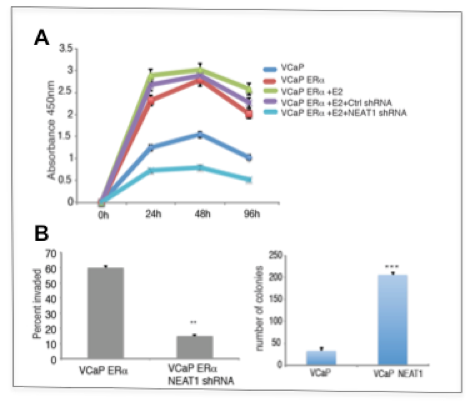 A
Absorbance 450nm
3.5
3
2.5
2
1.5
1
0.5
0
0h 24h 48h 96h
VCaP
VCaP ERα
VCaP ERα +E2
VCaP ERα +E2+Ctrl shRNA
VCaP ERα +E2+NEAT1 shRNA
B
Percent invaded
70
60
50
40
30
20
10
0
**
VCaP ERα VCaP ERα
NEAT1 shRNA
number of colonies
250
200
150
100
50
0
***
VCaP VCaP NEAT1